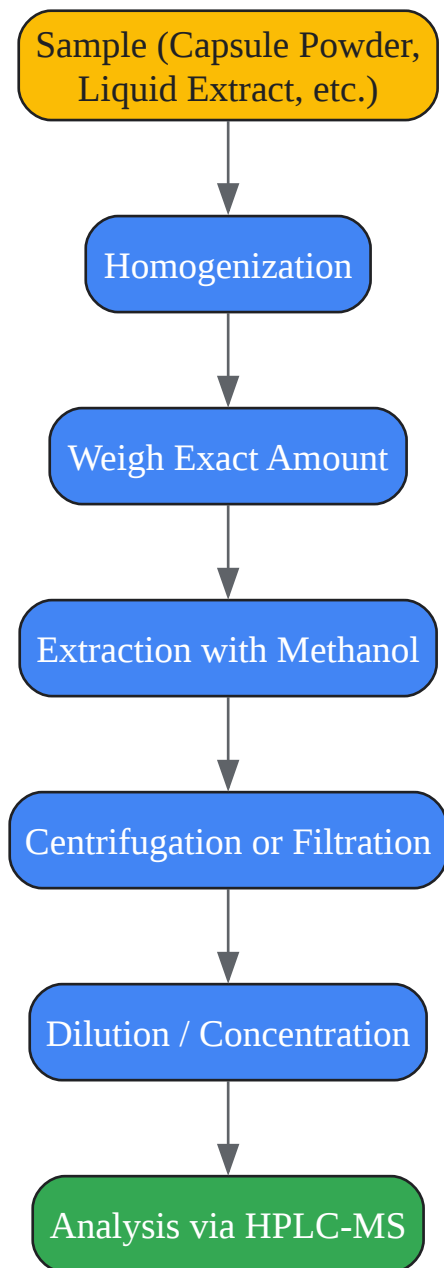 Sample (Capsule Powder,
Liquid Extract, etc.)
Homogenization
Weigh Exact Amount
Extraction with Methanol
Centrifugation or Filtration
Dilution / Concentration
Analysis via HPLC-MS